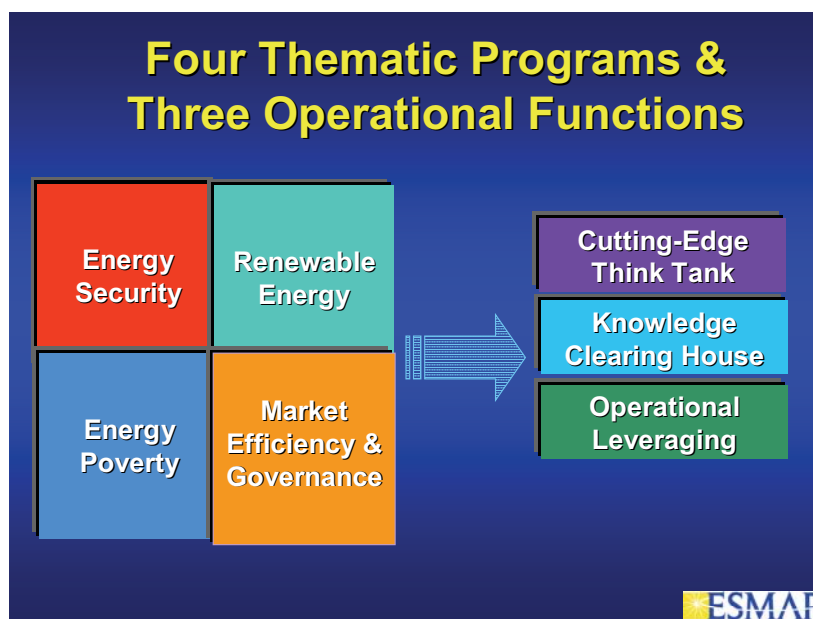 Four Thematic Programs &
Three Operational Functions
Energy
Security
Renewable
Energy
Energy
Poverty
Market
Efficiency &
Governance
Cutting-Edge
Think Tank
Knowledge
Clearing House
Operational
Leveraging
ESMAP